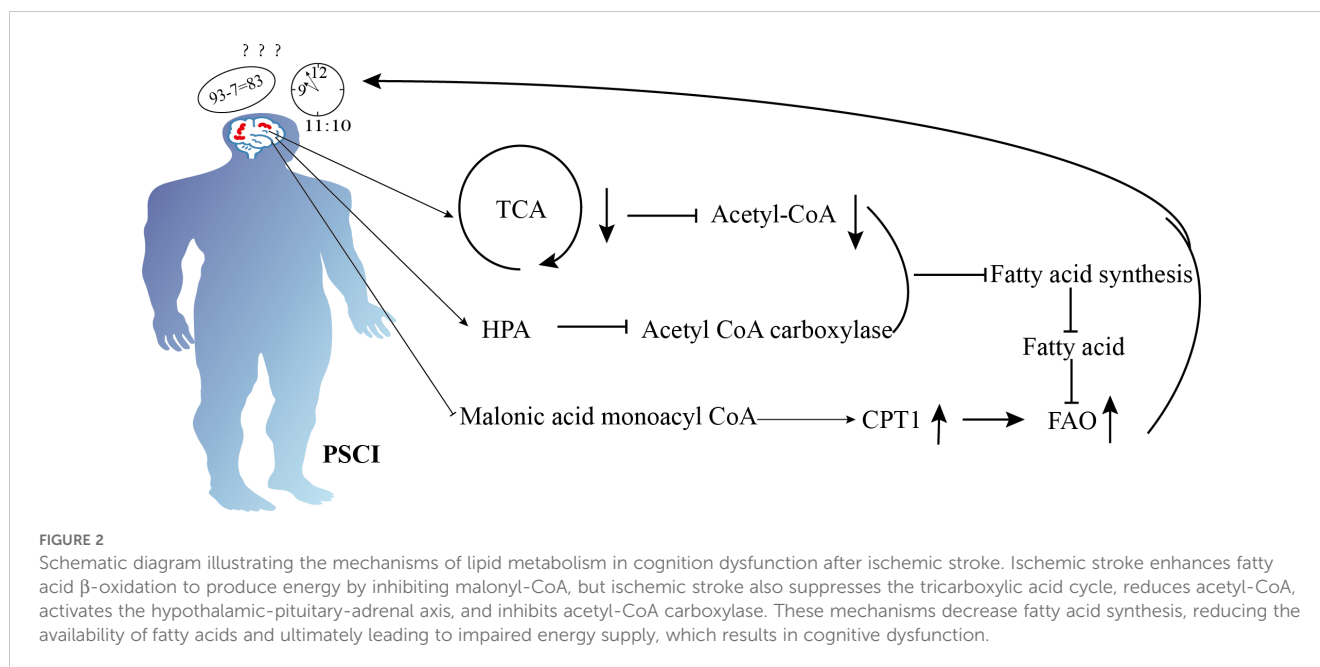 ? ? ?
93-7=83
12
9
11:10
TCA
Acetyl-CoA
Fatty acid synthesis
HPA
Acetyl CoA carboxylase
Fatty acid
Malonic acid monoacyl CoA
CPT1
FAO
PSCI
FIGURE 2
Schematic diagram illustrating the mechanisms of lipid metabolism in cognition dysfunction after ischemic stroke. Ischemic stroke enhances fatty
acid β-oxidation to produce energy by inhibiting malonyl-CoA, but ischemic stroke also suppresses the tricarboxylic acid cycle, reduces acetyl-CoA,
activates the hypothalamic-pituitary-adrenal axis, and inhibits acetyl-CoA carboxylase. These mechanisms decrease fatty acid synthesis, reducing the
availability of fatty acids and ultimately leading to impaired energy supply, which results in cognitive dysfunction.